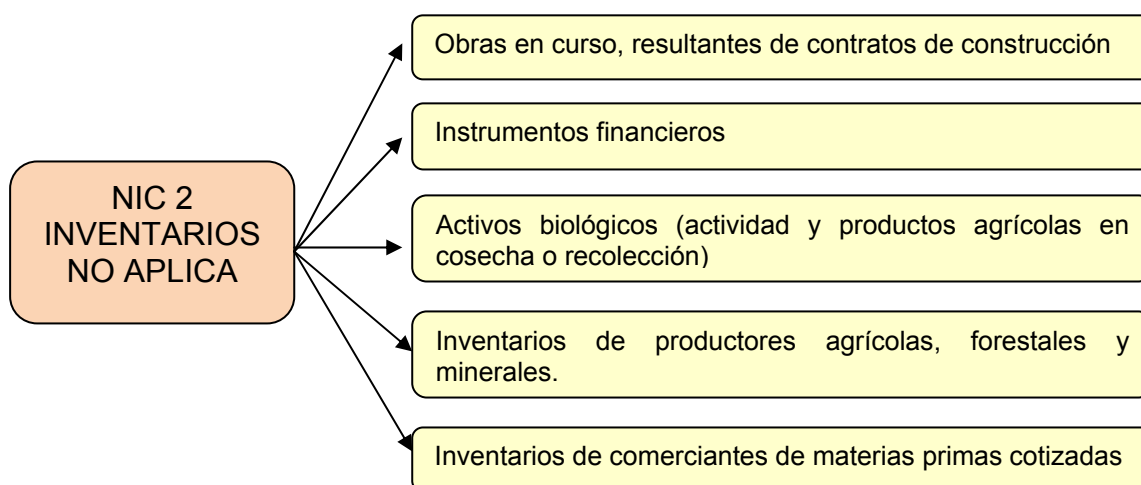 NIC 2
INVENTARIOS
NO APLICA
Obras en curso, resultantes de contratos de construcción
Instrumentos financieros
Activos biológicos (actividad y productos agrícolas en
cosecha o recolección)
Inventarios de productores agrícolas, forestales y
minerales.
Inventarios de comerciantes de materias primas cotizadas